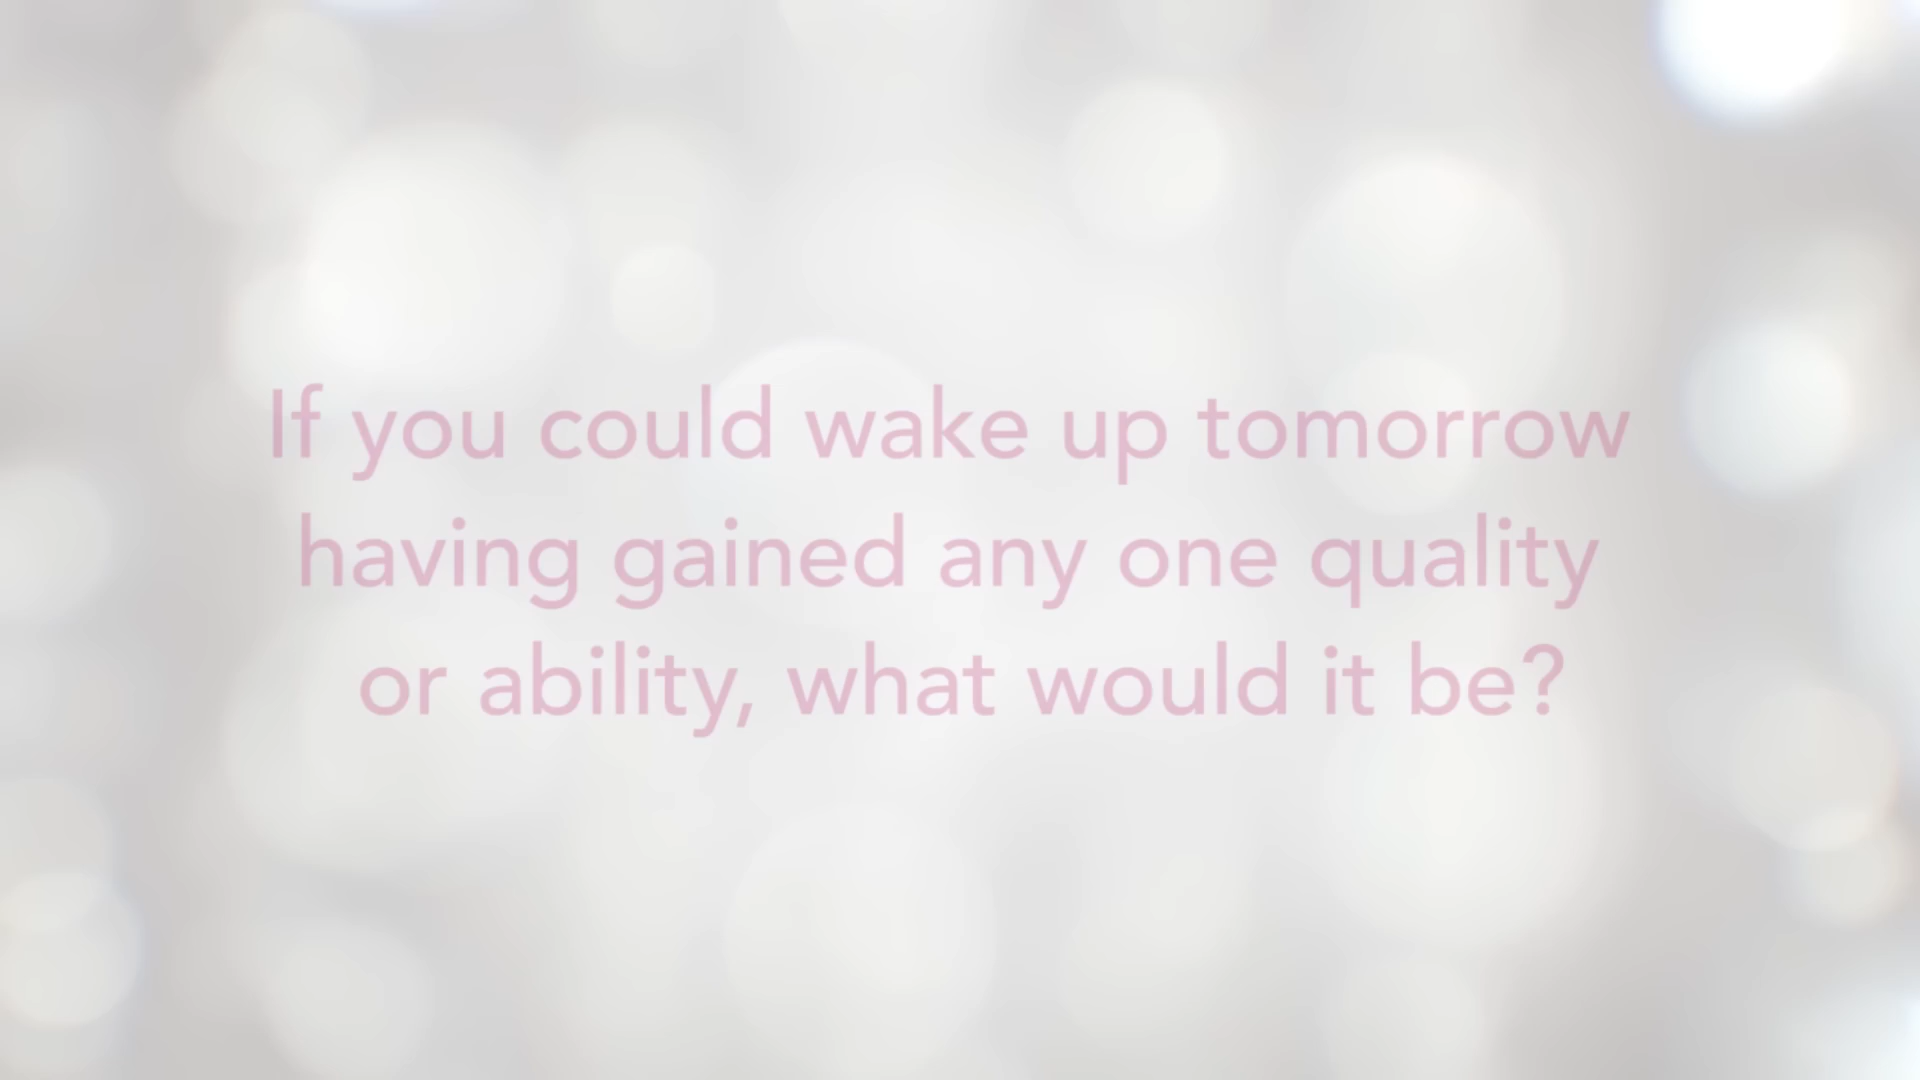 If you could wake up tomorrow
having gained any one quality
or ability, what would it be?